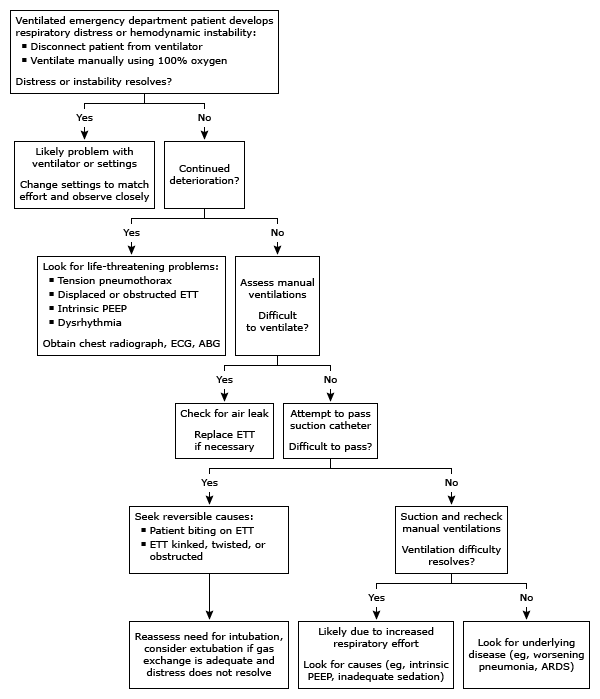 Ventilated emergency department patient develops
respiratory distress or hemodynamic instability:
▪ Disconnect patient from ventilator
▪ Ventilate manually using 100% oxygen
Distress or instability resolves?
Yes
No
Likely problem with
ventilator or settings
Change settings to match
effort and observe closely
Continued
deterioration?
Yes
No
Look for life-threatening problems:
▪ Tension pneumothorax
▪ Displaced or obstructed ETT
▪ Intrinsic PEEP
▪ Dysrhythmia
Obtain chest radiograph, ECG, ABG
Assess manual
ventilations
Difficult
to ventilate?
Yes
No
Check for air leak
Replace ETT
if necessary
Attempt to pass
suction catheter
Difficult to pass?
Yes
No
Seek reversible causes:
▪ Patient biting on ETT
▪ ETT kinked, twisted, or
obstructed
Suction and recheck
manual ventilations
Ventilation difficulty
resolves?
Yes
No
Reassess need for intubation,
consider extubation if gas
exchange is adequate and
distress does not resolve
Likely due to increased
respiratory effort
Look for causes (eg, intrinsic
PEEP, inadequate sedation)
Look for underlying
disease (eg, worsening
pneumonia, ARDS)